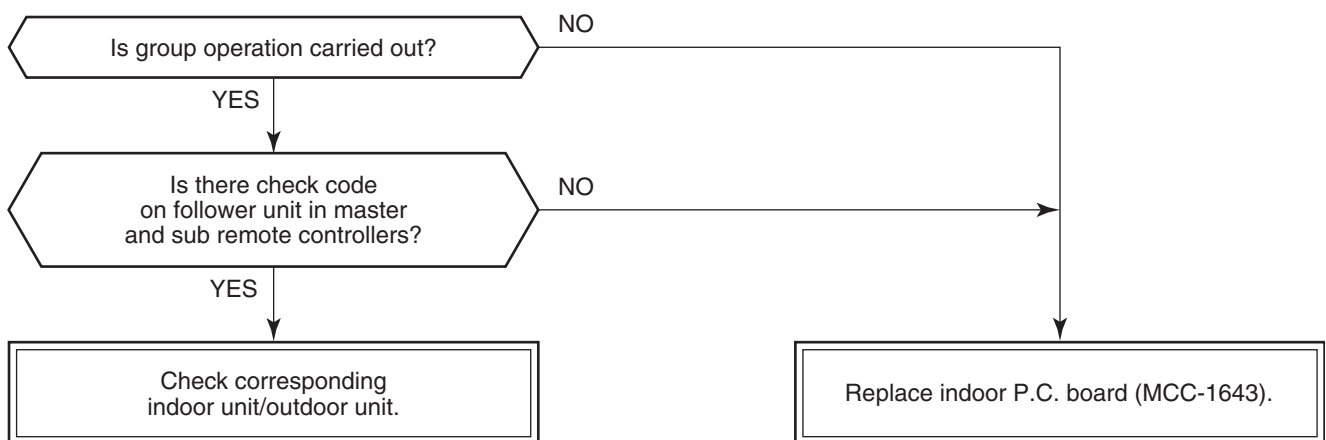 Is group operation carried out?
NO
YES
Is there check code
on follower unit in master
and sub remote controllers?
NO
YES
Check corresponding
indoor unit/outdoor unit.
Replace indoor P.C. board (MCC-1643).